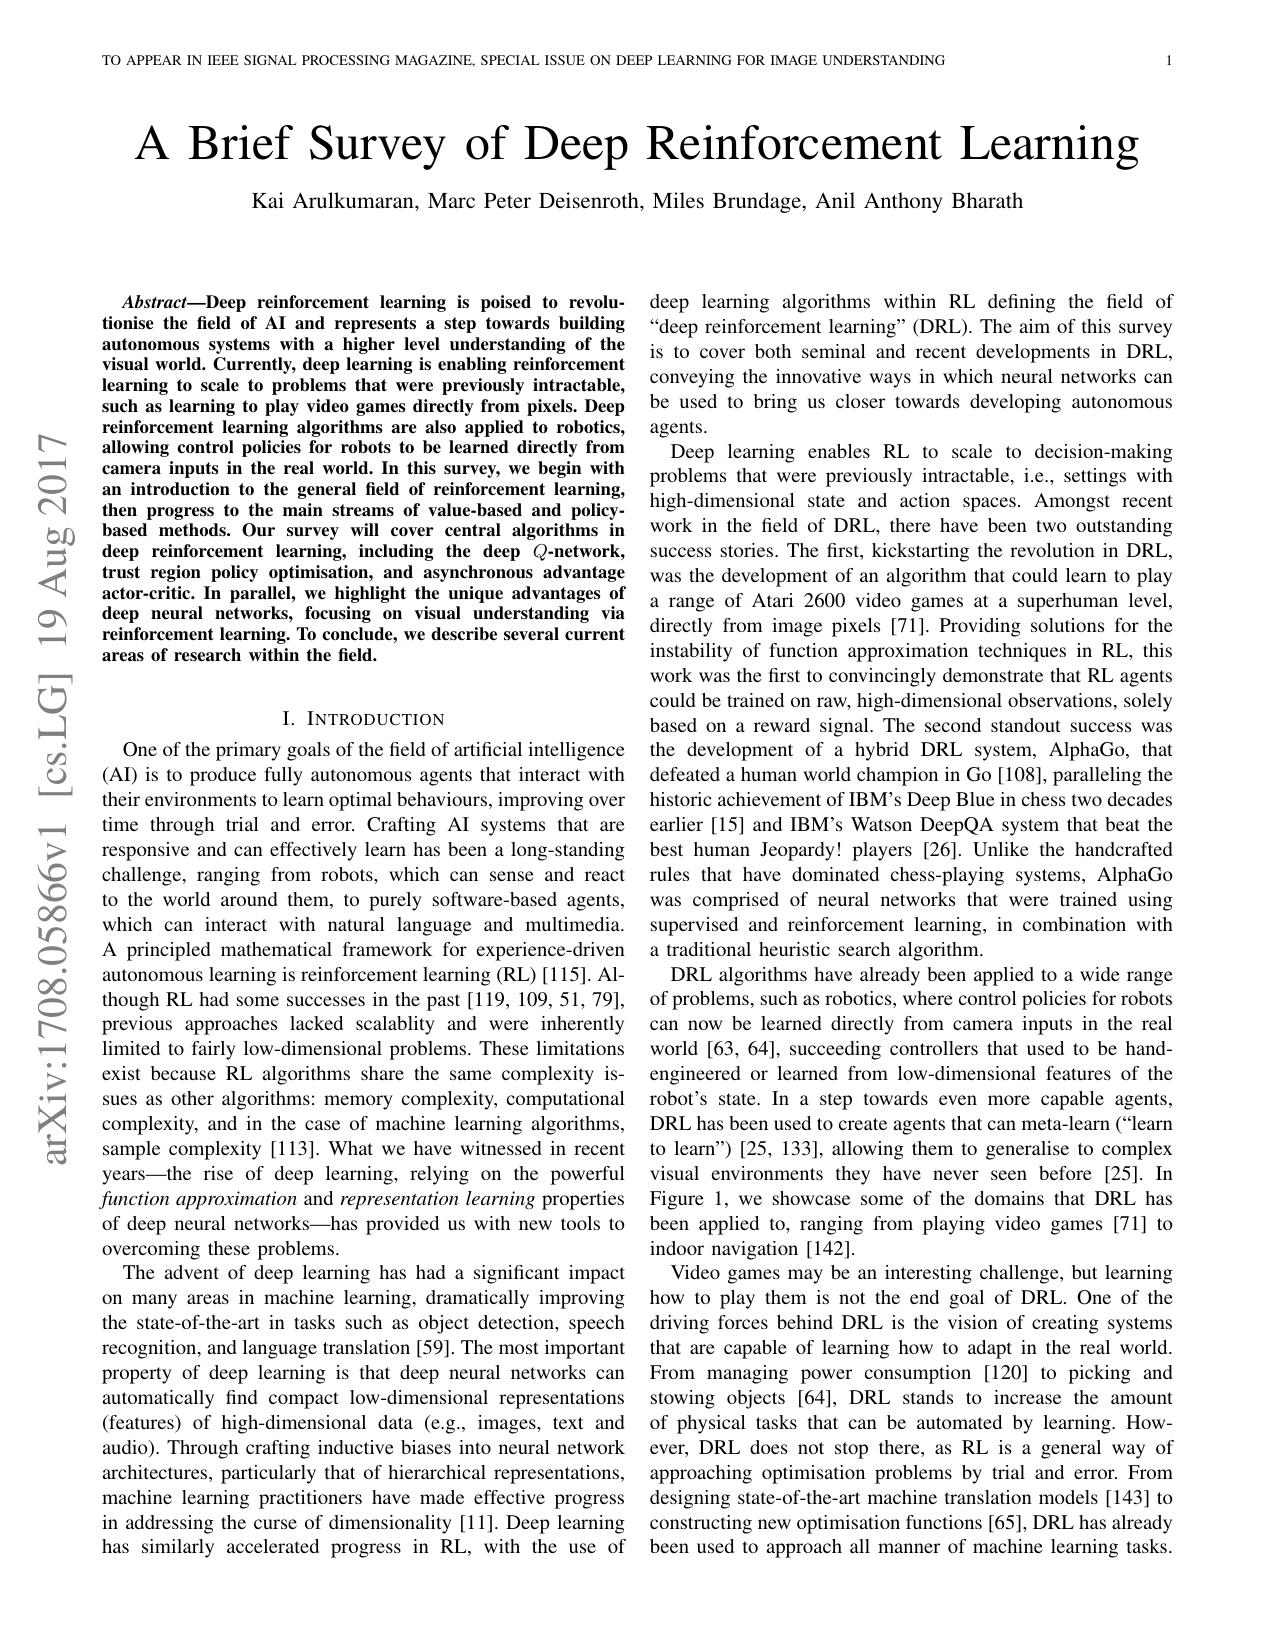 TO APPEAR IN IEEE SIGNAL PROCESSING MAGAZINE, SPECIAL ISSUE ON DEEP LEARNING FOR IMAGE UNDERSTANDING 1
A Brief Survey of Deep Reinforcement Learning
Kai Arulkumaran, Marc Peter Deisenroth, Miles Brundage, Anil Anthony Bharath
arXiv:1708.05866v1 [cs.LG] 19 Aug 2017
Abstract—Deep reinforcement learning is poised to revolu-
tionise the field of AI and represents a step towards building
autonomous systems with a higher level understanding of the
visual world. Currently, deep learning is enabling reinforcement
learning to scale to problems that were previously intractable,
such as learning to play video games directly from pixels. Deep
reinforcement learning algorithms are also applied to robotics,
allowing control policies for robots to be learned directly from
camera inputs in the real world. In this survey, we begin with
an introduction to the general field of reinforcement learning,
then progress to the main streams of value-based and policy-
based methods. Our survey will cover central algorithms in
deep reinforcement learning, including the deep Q-network,
trust region policy optimisation, and asynchronous advantage
actor-critic. In parallel, we highlight the unique advantages of
deep neural networks, focusing on visual understanding via
reinforcement learning. To conclude, we describe several current
areas of research within the field.
I. INTRODUCTION
One of the primary goals of the field of artificial intelligence
(AI) is to produce fully autonomous agents that interact with
their environments to learn optimal behaviours, improving over
time through trial and error. Crafting AI systems that are
responsive and can effectively learn has been a long-standing
challenge, ranging from robots, which can sense and react
to the world around them, to purely software-based agents,
which can interact with natural language and multimedia.
A principled mathematical framework for experience-driven
autonomous learning is reinforcement learning (RL) [115]. Al-
though RL had some successes in the past [119, 109, 51, 79],
previous approaches lacked scalablity and were inherently
limited to fairly low-dimensional problems. These limitations
exist because RL algorithms share the same complexity is-
sues as other algorithms: memory complexity, computational
complexity, and in the case of machine learning algorithms,
sample complexity [113]. What we have witnessed in recent
years—the rise of deep learning, relying on the powerful
function approximation and representation learning properties
of deep neural networks—has provided us with new tools to
overcoming these problems.
The advent of deep learning has had a significant impact
on many areas in machine learning, dramatically improving
the state-of-the-art in tasks such as object detection, speech
recognition, and language translation [59]. The most important
property of deep learning is that deep neural networks can
automatically find compact low-dimensional representations
(features) of high-dimensional data (e.g., images, text and
audio). Through crafting inductive biases into neural network
architectures, particularly that of hierarchical representations,
machine learning practitioners have made effective progress
in addressing the curse of dimensionality [11]. Deep learning
has similarly accelerated progress in RL, with the use of
deep learning algorithms within RL defining the field of
“deep reinforcement learning” (DRL). The aim of this survey
is to cover both seminal and recent developments in DRL,
conveying the innovative ways in which neural networks can
be used to bring us closer towards developing autonomous
agents.
Deep learning enables RL to scale to decision-making
problems that were previously intractable, i.e., settings with
high-dimensional state and action spaces. Amongst recent
work in the field of DRL, there have been two outstanding
success stories. The first, kickstarting the revolution in DRL,
was the development of an algorithm that could learn to play
a range of Atari 2600 video games at a superhuman level,
directly from image pixels [71]. Providing solutions for the
instability of function approximation techniques in RL, this
work was the first to convincingly demonstrate that RL agents
could be trained on raw, high-dimensional observations, solely
based on a reward signal. The second standout success was
the development of a hybrid DRL system, AlphaGo, that
defeated a human world champion in Go [108], paralleling the
historic achievement of IBM’s Deep Blue in chess two decades
earlier [15] and IBM’s Watson DeepQA system that beat the
best human Jeopardy! players [26]. Unlike the handcrafted
rules that have dominated chess-playing systems, AlphaGo
was comprised of neural networks that were trained using
supervised and reinforcement learning, in combination with
a traditional heuristic search algorithm.
DRL algorithms have already been applied to a wide range
of problems, such as robotics, where control policies for robots
can now be learned directly from camera inputs in the real
world [63, 64], succeeding controllers that used to be hand-
engineered or learned from low-dimensional features of the
robot’s state. In a step towards even more capable agents,
DRL has been used to create agents that can meta-learn (“learn
to learn”) [25, 133], allowing them to generalise to complex
visual environments they have never seen before [25]. In
Figure 1, we showcase some of the domains that DRL has
been applied to, ranging from playing video games [71] to
indoor navigation [142].
Video games may be an interesting challenge, but learning
how to play them is not the end goal of DRL. One of the
driving forces behind DRL is the vision of creating systems
that are capable of learning how to adapt in the real world.
From managing power consumption [120] to picking and
stowing objects [64], DRL stands to increase the amount
of physical tasks that can be automated by learning. How-
ever, DRL does not stop there, as RL is a general way of
approaching optimisation problems by trial and error. From
designing state-of-the-art machine translation models [143] to
constructing new optimisation functions [65], DRL has already
been used to approach all manner of machine learning tasks.